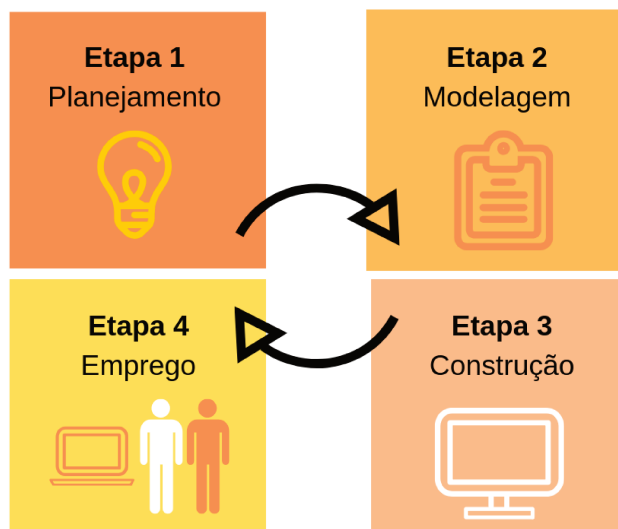 Etapa 1
Planejamento
Etapa 2
Modelagem
Etapa 4
Emprego
Etapa 3
Construção